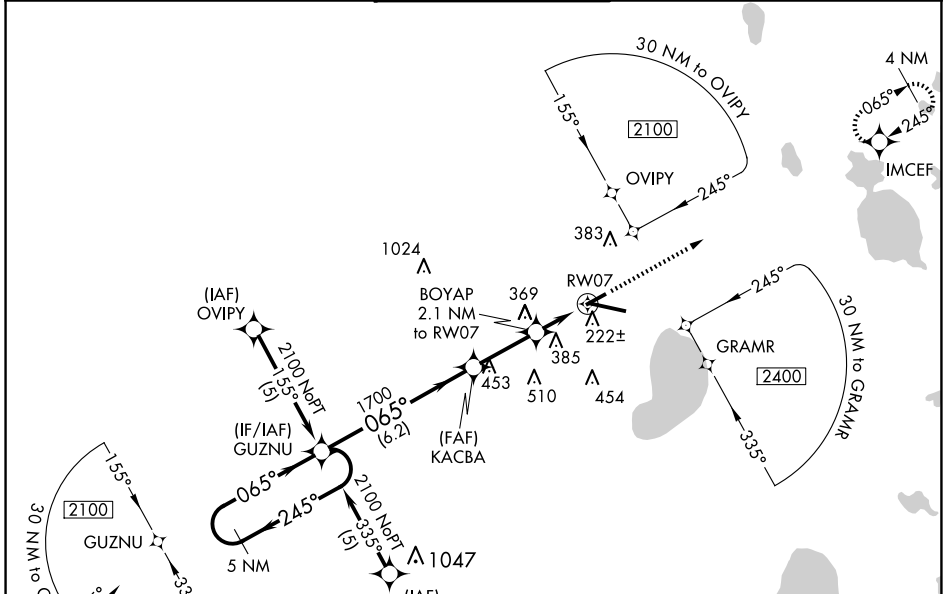 30 NM to OVIPY
155°
2100
OVIPY
245°
4 NM
065°
245°
IMCEF
383
1024
BOYAP
2.1 NM
to RW07
369
RW07
222±
385
453
510
454
(IAF)
OVIPY
2100 NoPT
155°
(5)
1700
065°
(6.2)
(FAF)
KACBA
(IF/IAF)
GUZNU
065°
245°
5 NM
2100 NoPT
335°
(5)
1047
(IAF)
245°
GRAMR
2400
30 NM to GRAMR
335°
155°
2100
GUZNU
30 NM to